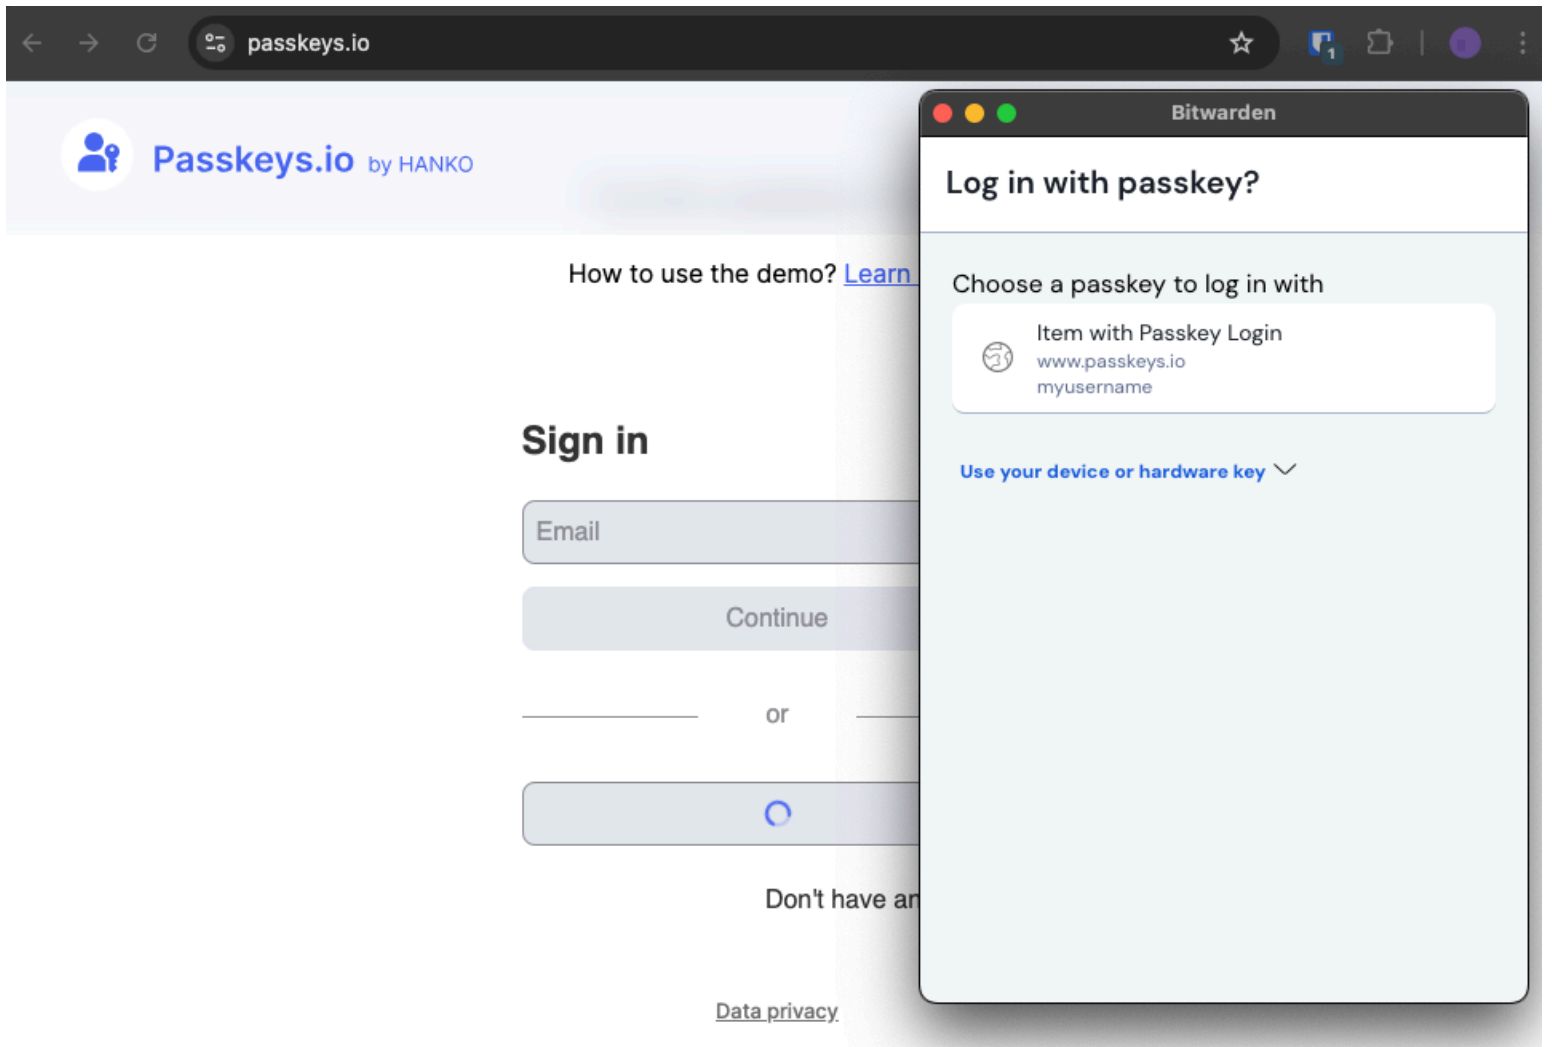 passkeys.io
1
Passkeys.io by HANKO
How to use the demo? Learn
Sign in
Email
Continue
or
Don't have an
Data privacy
Bitwarden
Log in with passkey?
Choose a passkey to log in with
Item with Passkey Login
www.passkeys.io
myusername
Use your device or hardware key